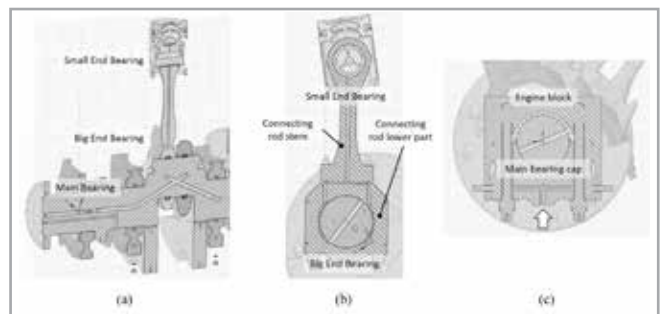 Small End Bearing
Big End Bearing
Main Bearing
(a)
Small End Bearing
Connecting
rod stem
Connecting
rod lower part
Big End Bearing
(b)
Engine block
Main bearing cap
(c)